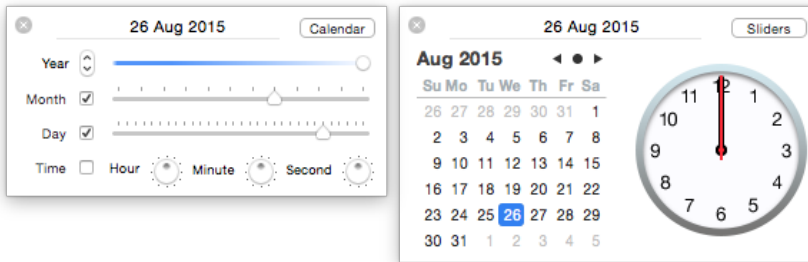 26 Aug 2015 Calendar
Year
Month
Day
Time Hour Minute Second
26 Aug 2015 Sliders
Aug 2015
Su Mo Tu We Th Fr Sa
26 27 28 29 30 31 1
2 3 4 5 6 7 8
9 10 11 12 13 14 15
16 17 18 19 20 21 22
23 24 25 26 27 28 29
30 31 1 2 3 4 5
12
11 1
10 2
9 3
8 4
7 5
6